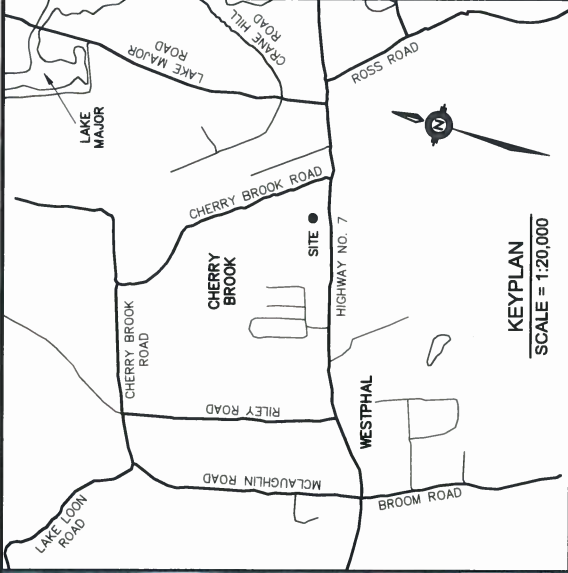 LAKE MAJOR
ROAD
CRANE HILL
ROAD
ROSS ROAD
LAKE
MAJOR
N
CHERRY BROOK ROAD
SITE
HIGHWAY NO. 7
CHERRY
BROOK
KEYPLAN
SCALE = 1:20,000
CHERRY BROOK
ROAD
RILEY ROAD
WESTPHAL
MCLAUGHLIN ROAD
BROOM ROAD
LAKE LOON
ROAD